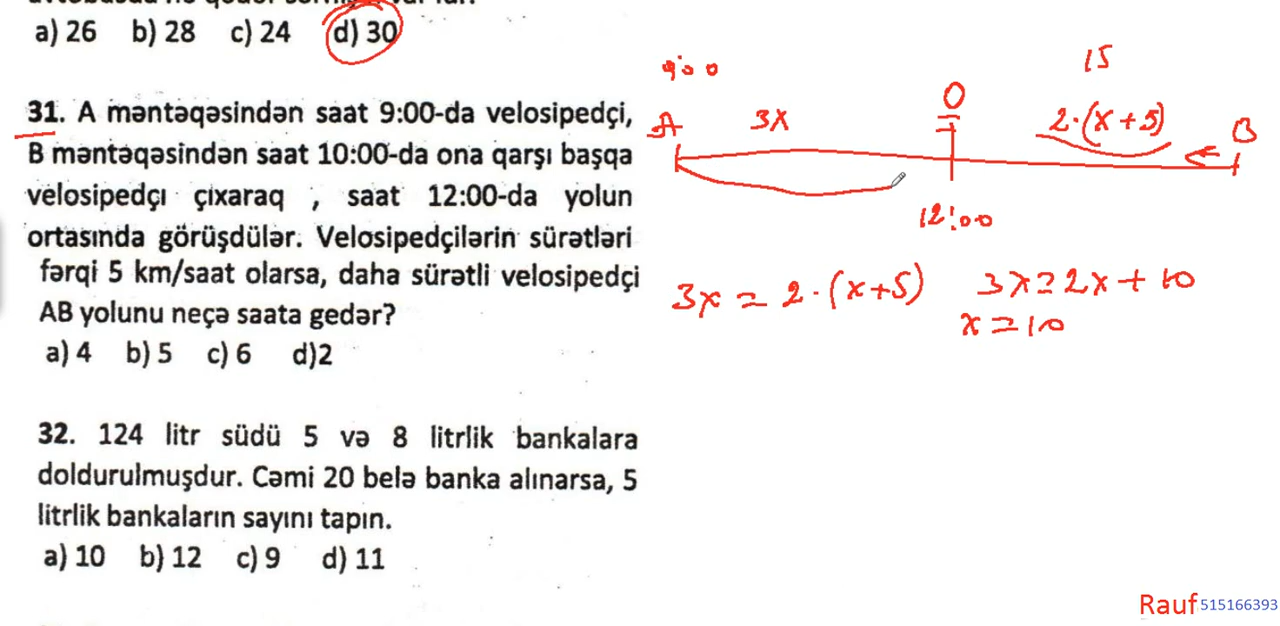 a) 26 b) 28 c) 24 d) 30
31. A məntəqəsindən saat 9:00-da velosipedçi,
B məntəqəsindən saat 10:00-da ona qarşı başqa
velosipedçı çıxaraq , saat 12:00-da yolun
ortasında görüşdülər. Velosipedçilərin sürətləri
fərqi 5 km/saat olarsa, daha sürətli velosipedçi
AB yolunu neçə saata gedər?
a) 4 b) 5 c) 6 d)2
32. 124 litr südü 5 və 8 litrlik bankalara
doldurulmuşdur. Cəmi 20 belə banka alınarsa, 5
litrlik bankaların sayını tapın.
a) 10 b) 12 c) 9 d) 11
9:00
15
A 3x O 2·(x+5) B
12:00
3x = 2·(x+5) 3x=2x+10
x=10
Rauf 515166393